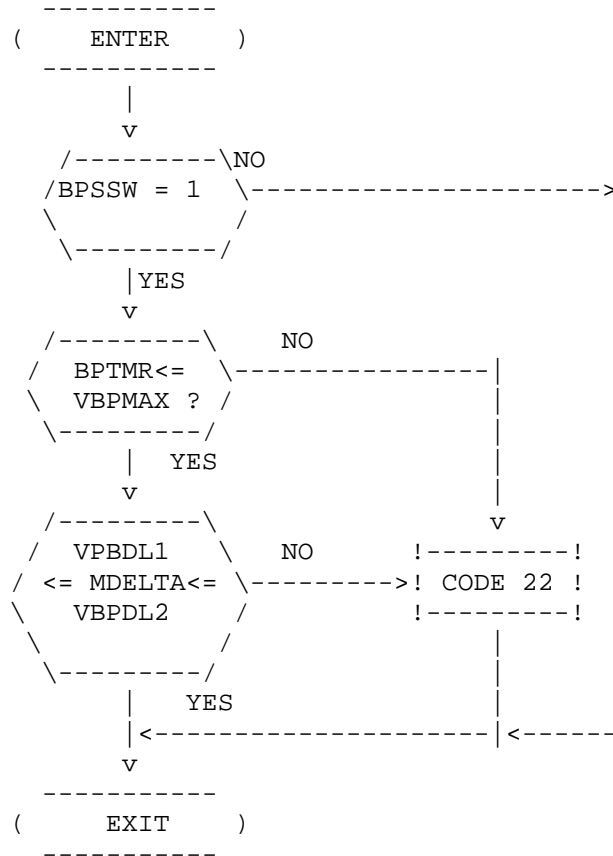 ENTER
NO
BPSSW = 1
YES
NO
BPTMR<=
VBPMAX ?
YES
VPBDL1 NO
<= MDELTA<= CODE 22
VBPDL2
YES
EXIT